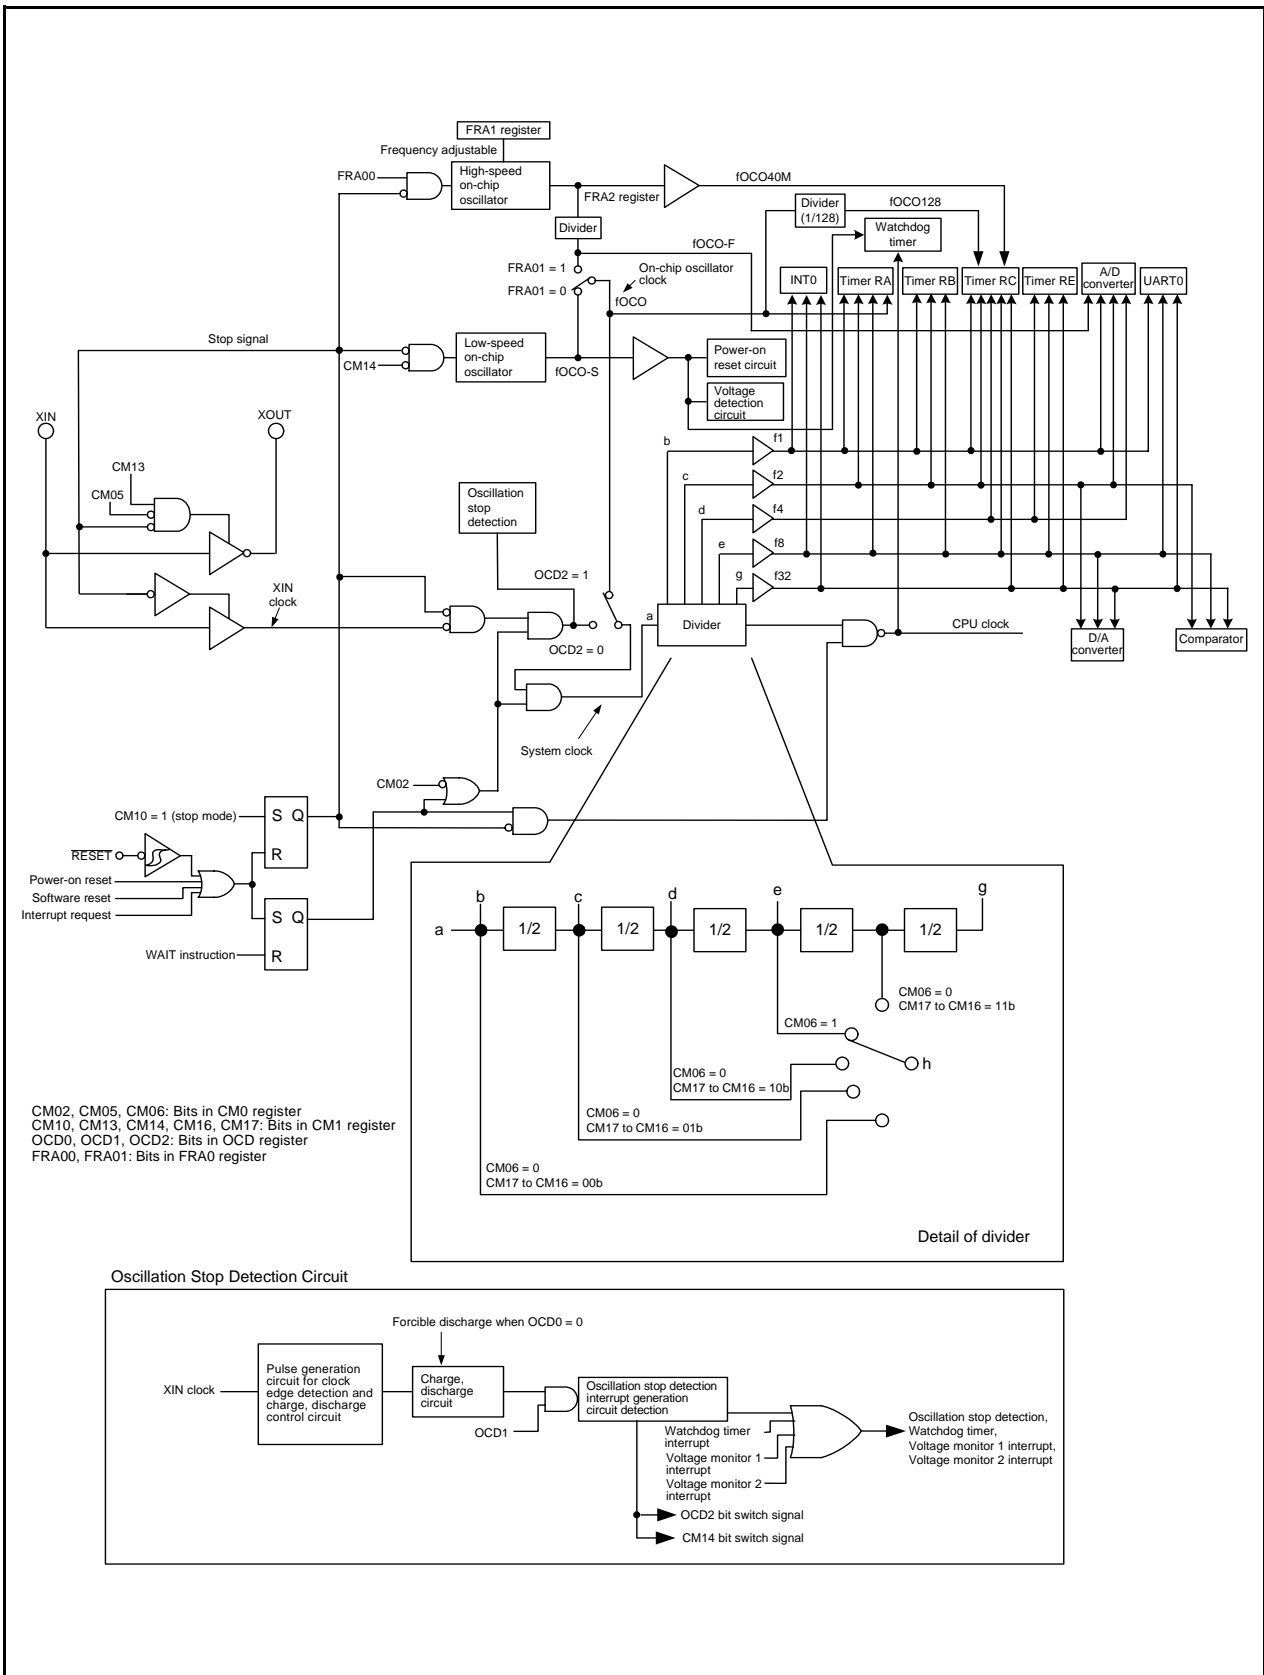 FRA1 register
Frequency adjustable
FRA00
High-speed
on-chip
oscillator
FRA2 register
fOCO40M
Divider
(1/128)
fOCO128
Watchdog
timer
Divider
fOCO-F
FRA01 = 1
FRA01 = 0
On-chip oscillator
clock
fOCO
INT0
Timer RA
Timer RB
Timer RC
Timer RE
A/D
converter
UART0
Stop signal
CM14
Low-speed
on-chip
oscillator
fOCO-S
Power-on
reset circuit
Voltage
detection
circuit
XIN
XOUT
CM13
CM05
b
f1
c
f2
d
f4
e
f8
g
f32
Oscillation
stop
detection
XIN
clock
OCD2 = 1
OCD2 = 0
a
Divider
CPU clock
D/A
converter
Comparator
System clock
CM02
CM10 = 1 (stop mode)
S Q
R
RESET
Power-on reset
Software reset
Interrupt request
S Q
R
WAIT instruction
b
c
d
e
g
a
1/2
1/2
1/2
1/2
1/2
CM06 = 0
CM17 to CM16 = 11b
CM06 = 1
h
CM06 = 0
CM17 to CM16 = 10b
CM06 = 0
CM17 to CM16 = 01b
CM06 = 0
CM17 to CM16 = 00b
Detail of divider
CM02, CM05, CM06: Bits in CM0 register
CM10, CM13, CM14, CM16, CM17: Bits in CM1 register
OCD0, OCD1, OCD2: Bits in OCD register
FRA00, FRA01: Bits in FRA0 register
Oscillation Stop Detection Circuit
Forcible discharge when OCD0 = 0
XIN clock
Pulse generation
circuit for clock
edge detection and
charge, discharge
control circuit
Charge,
discharge
circuit
OCD1
Oscillation stop detection
interrupt generation
circuit detection
Watchdog timer
interrupt
Voltage monitor 1
interrupt
Voltage monitor 2
interrupt
Oscillation stop detection,
Watchdog timer,
Voltage monitor 1 interrupt,
Voltage monitor 2 interrupt
OCD2 bit switch signal
CM14 bit switch signal